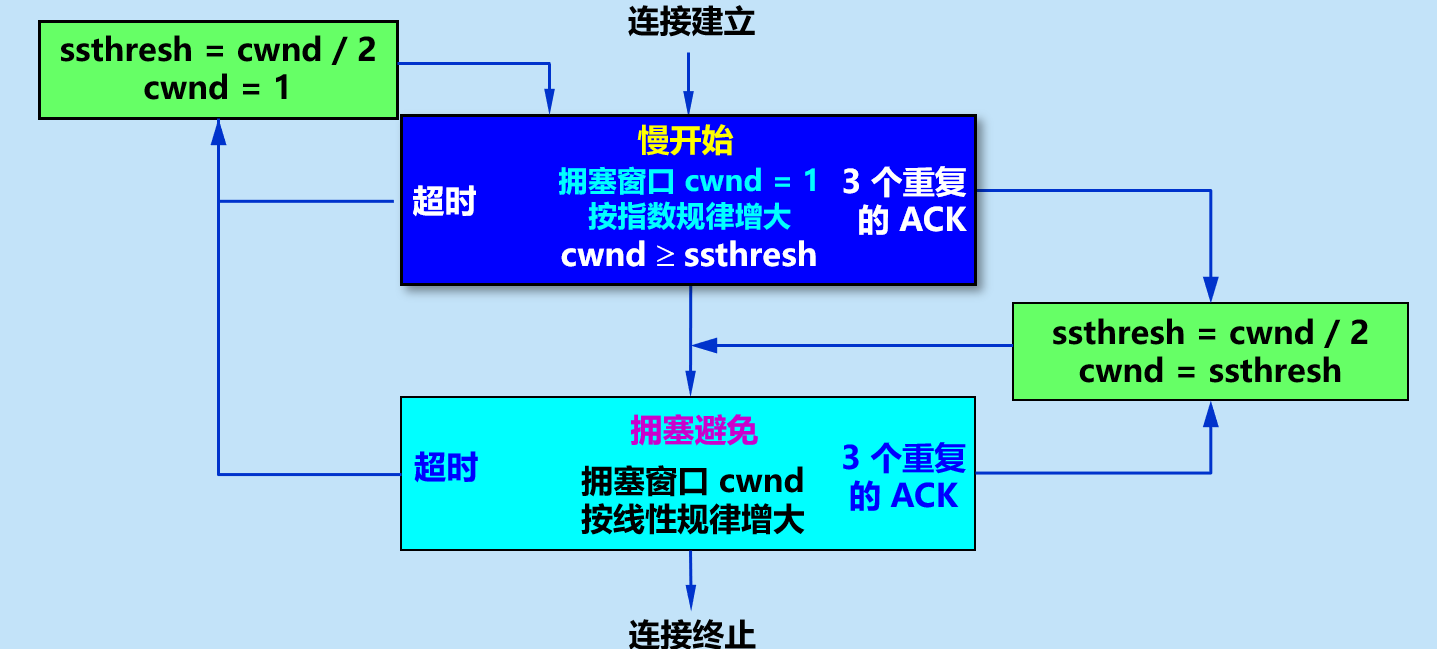 连接建立
ssthresh = cwnd / 2
cwnd = 1
慢开始
拥塞窗口 cwnd = 1
按指数规律增大
cwnd ≥ ssthresh
超时
3 个重复
的 ACK
ssthresh = cwnd / 2
cwnd = ssthresh
拥塞避免
拥塞窗口 cwnd
按线性规律增大
超时
3 个重复
的 ACK
连接终止